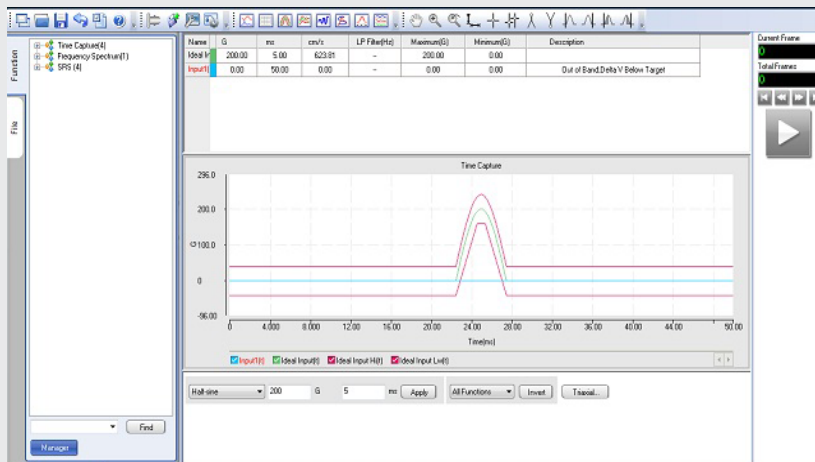 Name G ms cm/s LP Filter(Hz) Maximum(G) Minimum(G) Description
Ideal Ir 200.00 5.00 623.81 - 200.00 0.00
Input1( 0.00 50.00 0.00 - 0.00 0.00 Out of Band,Delta V Below Target
Current Frame
0
Total Frames
0
Function
File
Time Capture(4)
Frequency Spectrum(1)
SRS (4)
Find
Manager
Time Capture
296.0
200.0
G 100.0
0
-96.00
0 4.000 8.000 12.00 16.00 20.00 24.00 28.00 32.00 36.00 40.00 44.00 50.00
Time(ms)
Input1(t) Ideal Input(t) Ideal Input Hi(t) Ideal Input Lw(t)
Half-sine 200 G 5 ms Apply All Functions Invert Triaxial...